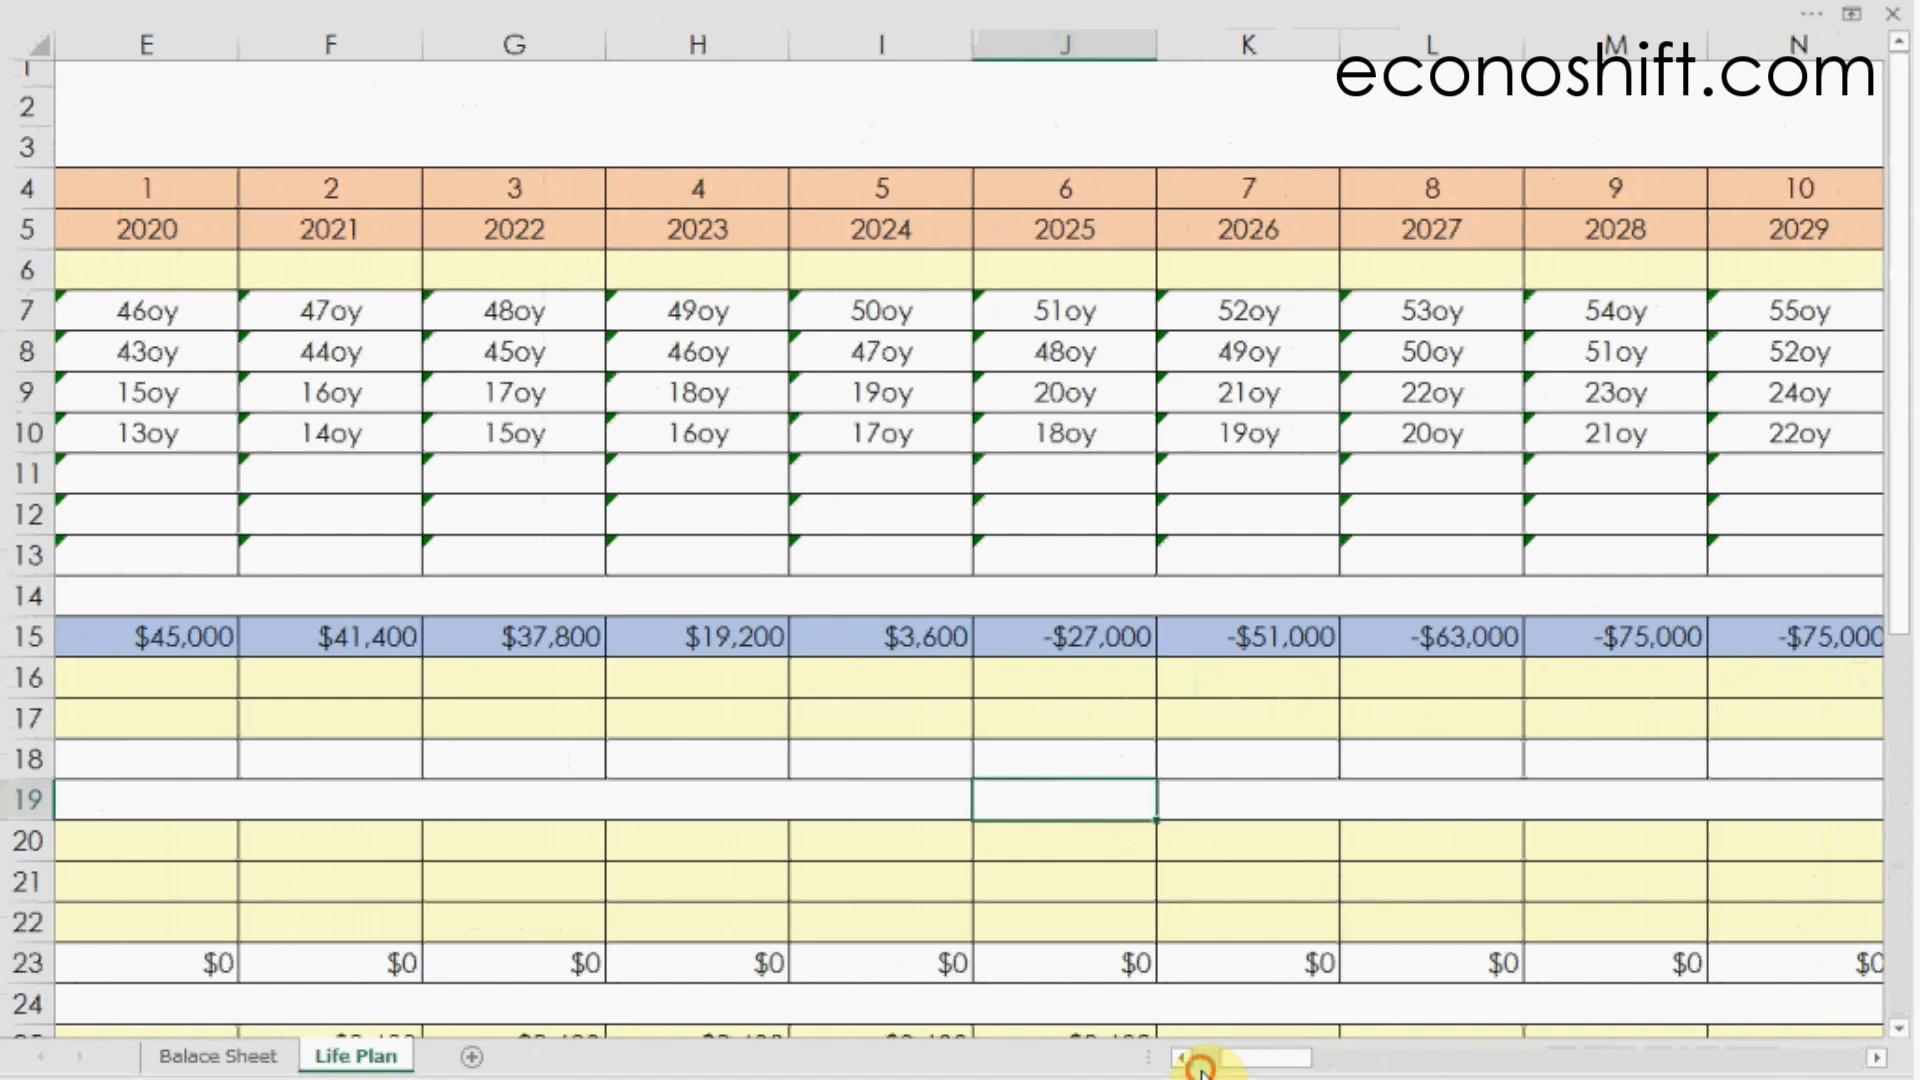 E F G H I J K L M N
econoshift.com
1
2
3
4 1 2 3 4 5 6 7 8 9 10
5 2020 2021 2022 2023 2024 2025 2026 2027 2028 2029
6
7 46oy 47oy 48oy 49oy 50oy 51oy 52oy 53oy 54oy 55oy
8 43oy 44oy 45oy 46oy 47oy 48oy 49oy 50oy 51oy 52oy
9 15oy 16oy 17oy 18oy 19oy 20oy 21oy 22oy 23oy 24oy
10 13oy 14oy 15oy 16oy 17oy 18oy 19oy 20oy 21oy 22oy
11
12
13
14
15 $45,000 $41,400 $37,800 $19,200 $3,600 -$27,000 -$51,000 -$63,000 -$75,000 -$75,000
16
17
18
19
20
21
22
23 $0 $0 $0 $0 $0 $0 $0 $0 $0 $0
24
Balace Sheet Life Plan